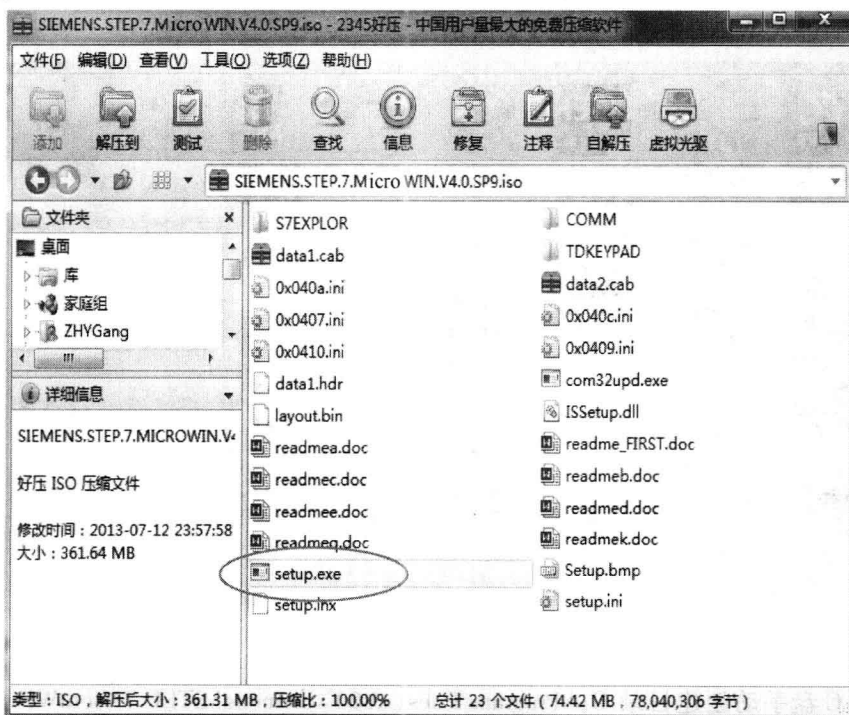 SIEMENS.STEP.7.Micro WIN.V4.0.SP9.iso - 2345好压 - 中国用户量最大的免费压缩软件
文件(F) 编辑(D) 查看(V) 工具(O) 选项(Z) 帮助(H)
添加 解压到 测试 删除 查找 信息 修复 注释 自解压 虚拟光驱
SIEMENS.STEP.7.Micro WIN.V4.0.SP9.iso
文件夹
桌面
库
家庭组
ZHYGang
详细信息
SIEMENS.STEP.7.MICROWIN.V4
好压 ISO 压缩文件
修改时间：2013-07-12 23:57:58
大小：361.64 MB
S7EXPLOR COMM
data1.cab TDKEYPAD
0x040a.ini data2.cab
0x0407.ini 0x040c.ini
0x0410.ini 0x0409.ini
data1.hdr com32upd.exe
layout.bin ISSetup.dll
readmea.doc readme_FIRST.doc
readmec.doc readmeb.doc
readmee.doc readmed.doc
readmeg.doc readmek.doc
setup.exe Setup.bmp
setup.inx setup.ini
类型：ISO，解压后大小：361.31 MB，压缩比：100.00% 总计 23 个文件（74.42 MB，78,040,306 字节）